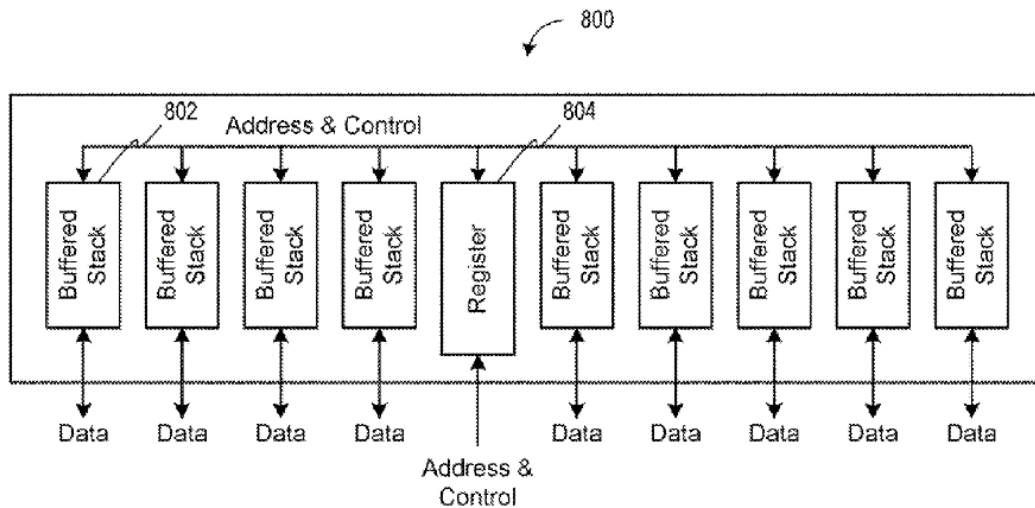 800
802
804
Address & Control
Buffered
Stack
Buffered
Stack
Buffered
Stack
Buffered
Stack
Register
Buffered
Stack
Buffered
Stack
Buffered
Stack
Buffered
Stack
Buffered
Stack
Data
Data
Data
Data
Data
Data
Data
Data
Data
Address &
Control